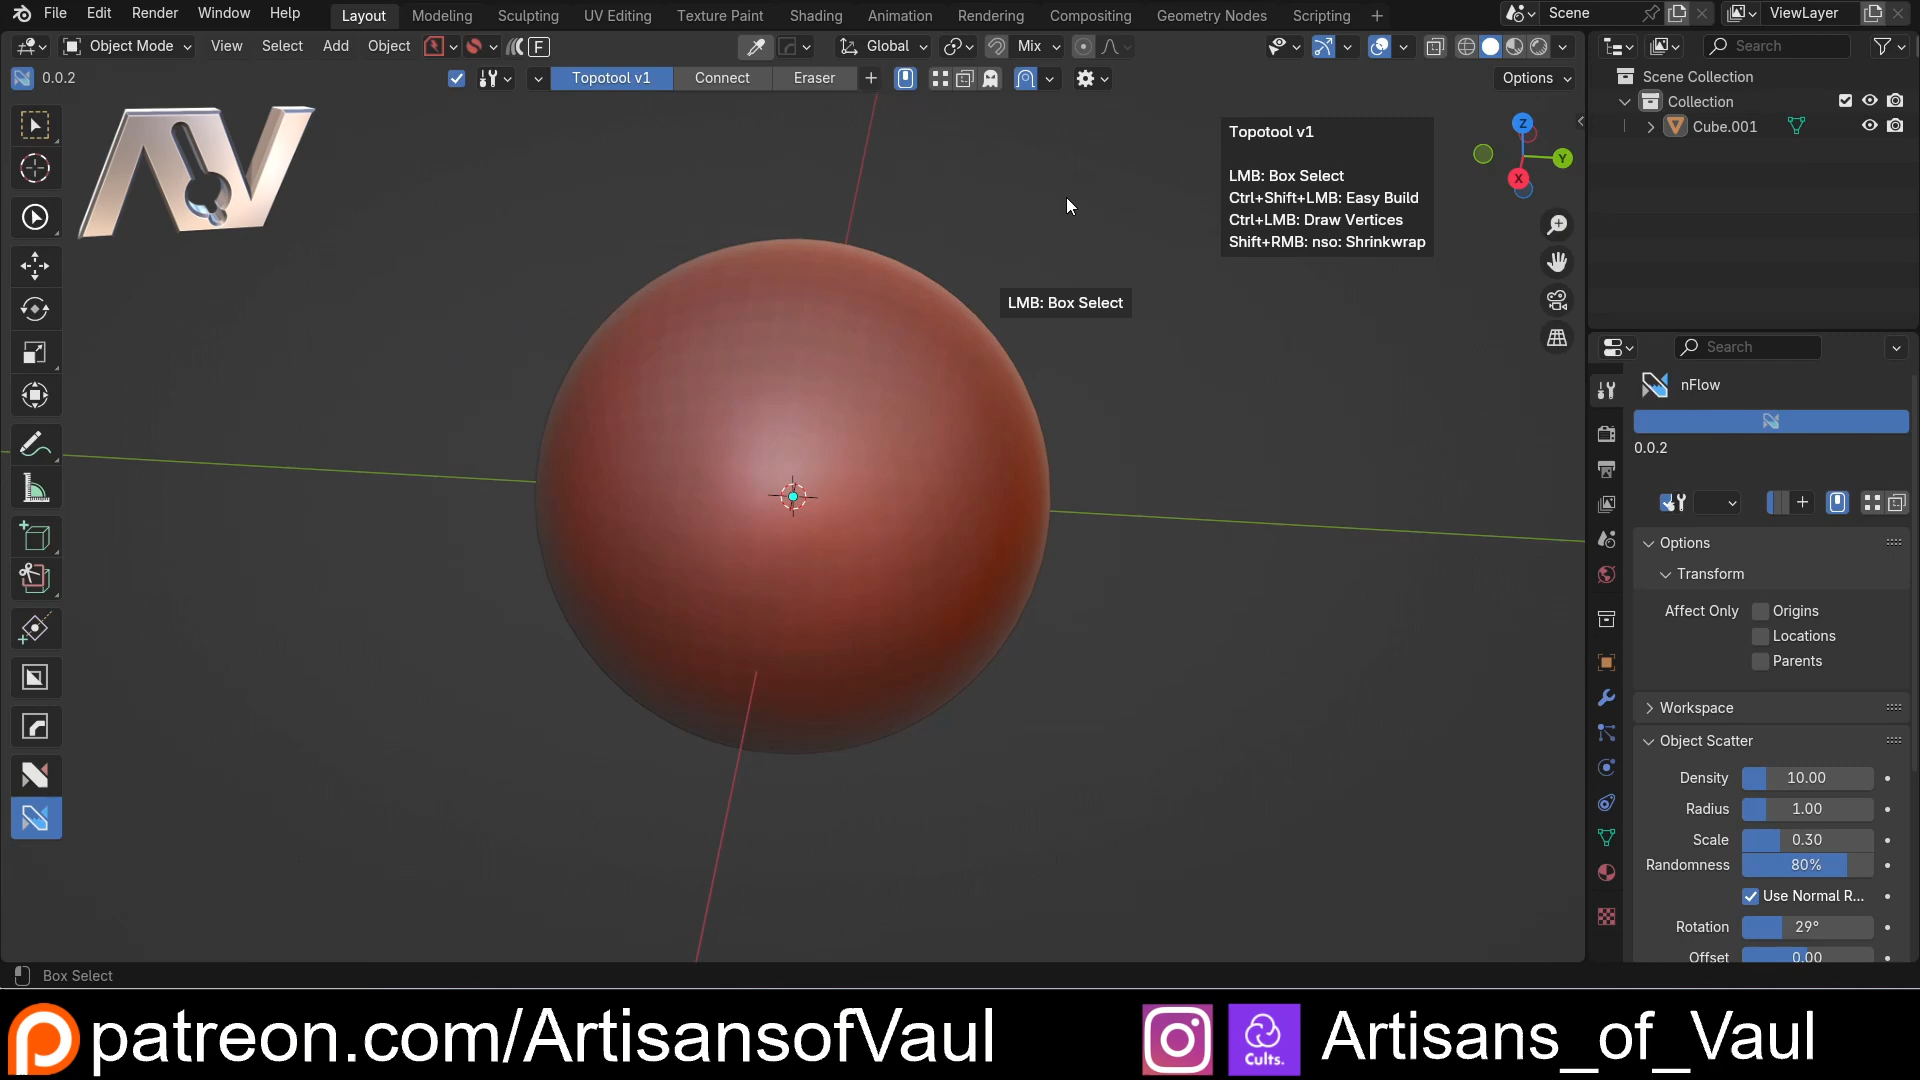 File Edit Render Window Help Layout Modeling Sculpting UV Editing Texture Paint Shading Animation Rendering Compositing Geometry Nodes Scripting + Scene ViewLayer
Object Mode View Select Add Object F Global Mix Search
0.0.2 Topotool v1 Connect Eraser + Options
Scene Collection
Collection
Cube.001
Topotool v1
LMB: Box Select
Ctrl+Shift+LMB: Easy Build
Ctrl+LMB: Draw Vertices
Shift+RMB: nso: Shrinkwrap
Z
Y
X
LMB: Box Select
Search
nFlow
0.0.2
Options
Transform
Affect Only Origins
Locations
Parents
Workspace
Object Scatter
Density 10.00
Radius 1.00
Scale 0.30
Randomness 80%
Use Normal R...
Rotation 29°
Offset 0.00
Box Select
patreon.com/ArtisansofVaul
Cults.
Artisans_of_Vaul